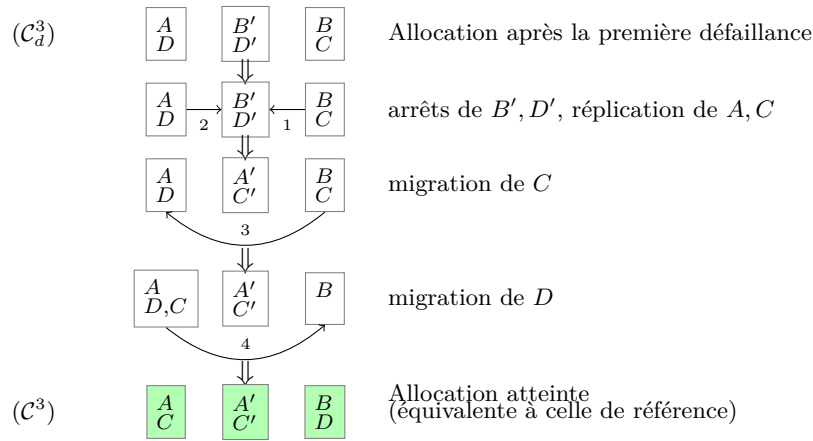 (𝒞³_d) A B′ B Allocation après la première défaillance
D D′ C
A B′ B arrêts de B′, D′, réplication de A, C
D D′ C
2 1
A A′ B migration de C
D C′ C
3
A A′ B migration de D
D,C C′
4
Allocation atteinte
(𝒞³) A A′ B (équivalente à celle de référence)
C C′ D